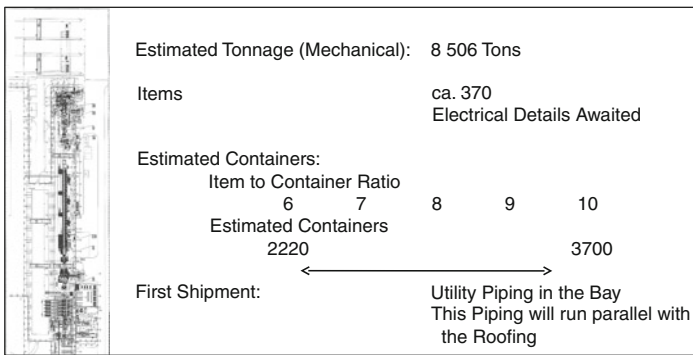 Estimated Tonnage (Mechanical): 8 506 Tons
Items ca. 370
Electrical Details Awaited
Estimated Containers:
Item to Container Ratio
6 7 8 9 10
Estimated Containers
2220 3700
First Shipment: Utility Piping in the Bay
This Piping will run parallel with
the Roofing